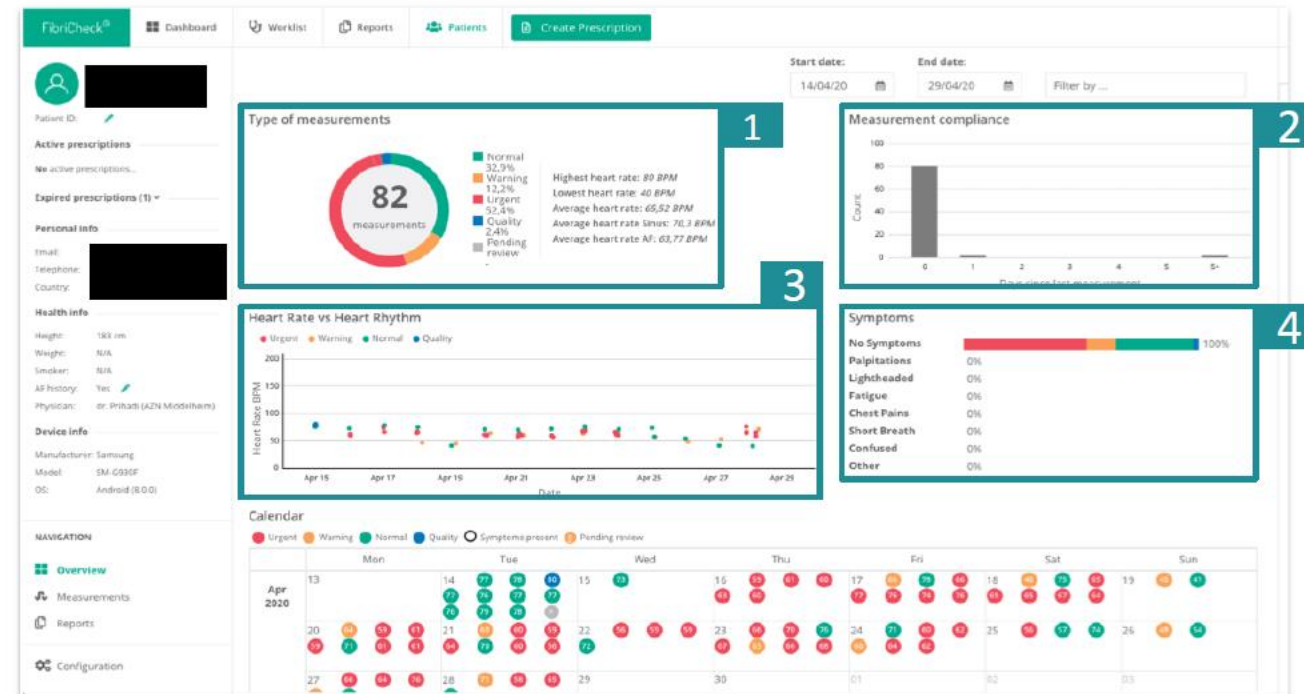 FibriCheck®
Dashboard
Worklist
Reports
Patients
Create Prescription
Start date:
End date:
14/04/20
29/04/20
Filter by ...
Patient ID:
Active prescriptions
No active prescriptions...
Expired prescriptions (1)
Personal info
Email:
Telephone:
Country:
Health info
Height: 183 cm
Weight: N/A
Smoker: N/A
AF history: Yes
Physician: dr. Prihadi (AZN Middelheim)
Device info
Manufacturer: Samsung
Model: SM-G930F
OS: Android (8.0.0)
NAVIGATION
Overview
Measurements
Reports
Configuration
Type of measurements
1
82
measurements
Normal
32,9%
Warning
12,2%
Urgent
52,4%
Quality
2,4%
Pending
review
-
Highest heart rate: 80 BPM
Lowest heart rate: 40 BPM
Average heart rate: 65,52 BPM
Average heart rate Sinus: 70,3 BPM
Average heart rate AF: 63,77 BPM
Measurement compliance
2
100
80
60
40
20
0
Count
0 1 2 3 4 5 5+
Days since last measurement
Heart Rate vs Heart Rhythm
3
Urgent Warning Normal Quality
200
150
100
50
0
Heart Rate BPM
Apr 15 Apr 17 Apr 19 Apr 21 Apr 23 Apr 25 Apr 27 Apr 29
Date
Symptoms
4
No Symptoms 100%
Palpitations 0%
Lightheaded 0%
Fatigue 0%
Chest Pains 0%
Short Breath 0%
Confused 0%
Other 0%
Calendar
Urgent Warning Normal Quality Symptoms present Pending review
Mon Tue Wed Thu Fri Sat Sun
Apr
2020
13 14 15 16 17 18 19
20 21 22 23 24 25 26
27 28 29 30 01 02 03